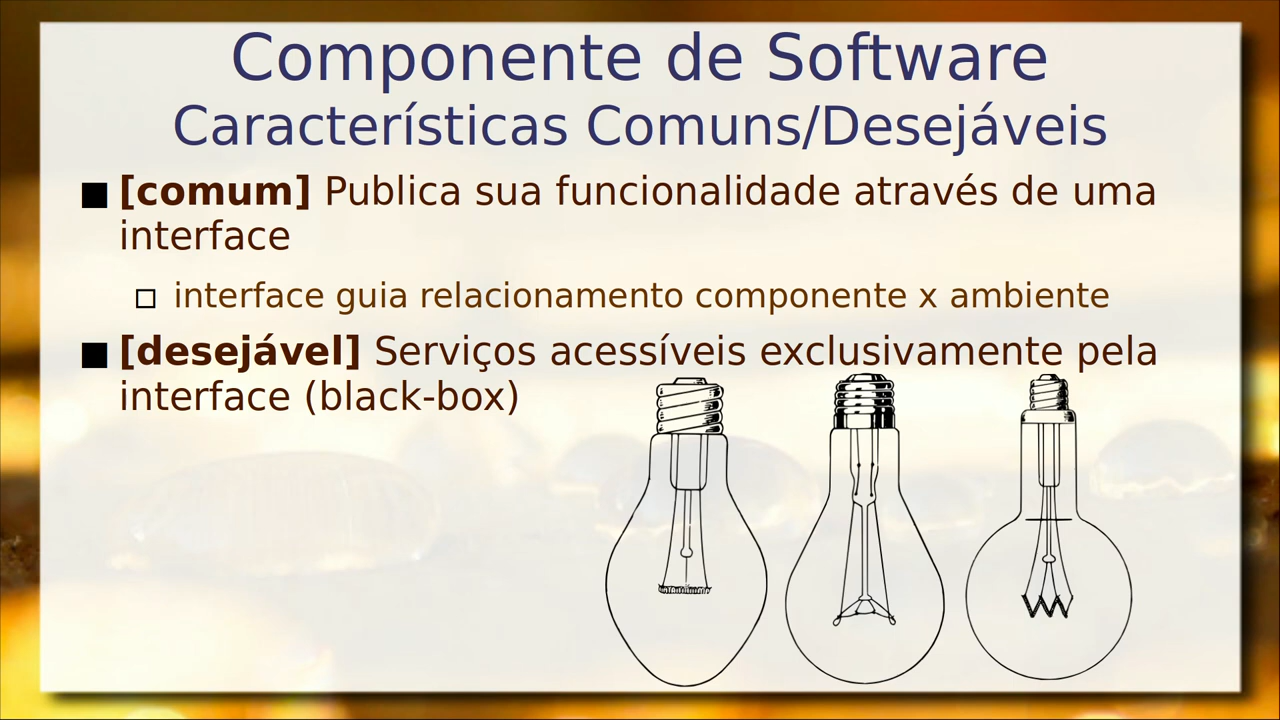 Componente de Software
Características Comuns/Desejáveis
■ [comum] Publica sua funcionalidade através de uma
interface
□ interface guia relacionamento componente x ambiente
■ [desejável] Serviços acessíveis exclusivamente pela
interface (black-box)